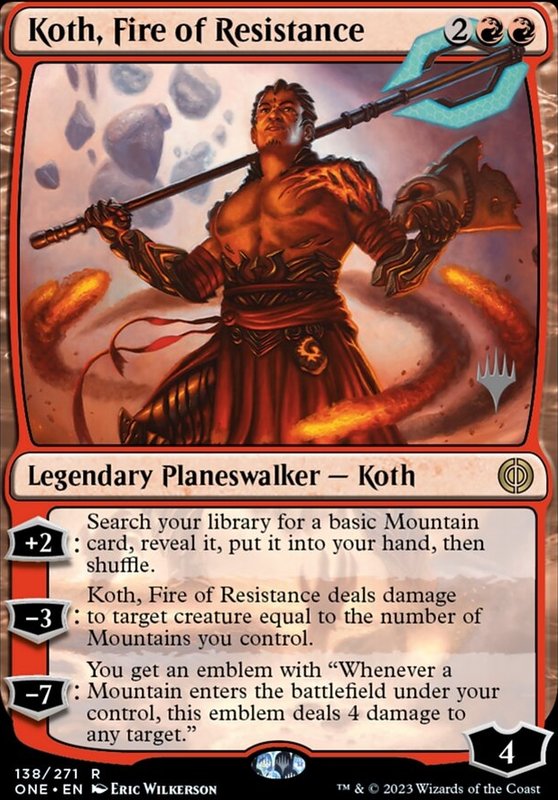 Koth, Fire of Resistance 2
Legendary Planeswalker — Koth
Search your library for a basic Mountain
+2: card, reveal it, put it into your hand, then
shuffle.
Koth, Fire of Resistance deals damage
−3: to target creature equal to the number of
Mountains you control.
You get an emblem with “Whenever a
−7: Mountain enters the battlefield under your
control, this emblem deals 4 damage to
any target.”
4
138/271 R
ONE • EN Eric Wilkerson
™ & © 2023 Wizards of the Coast